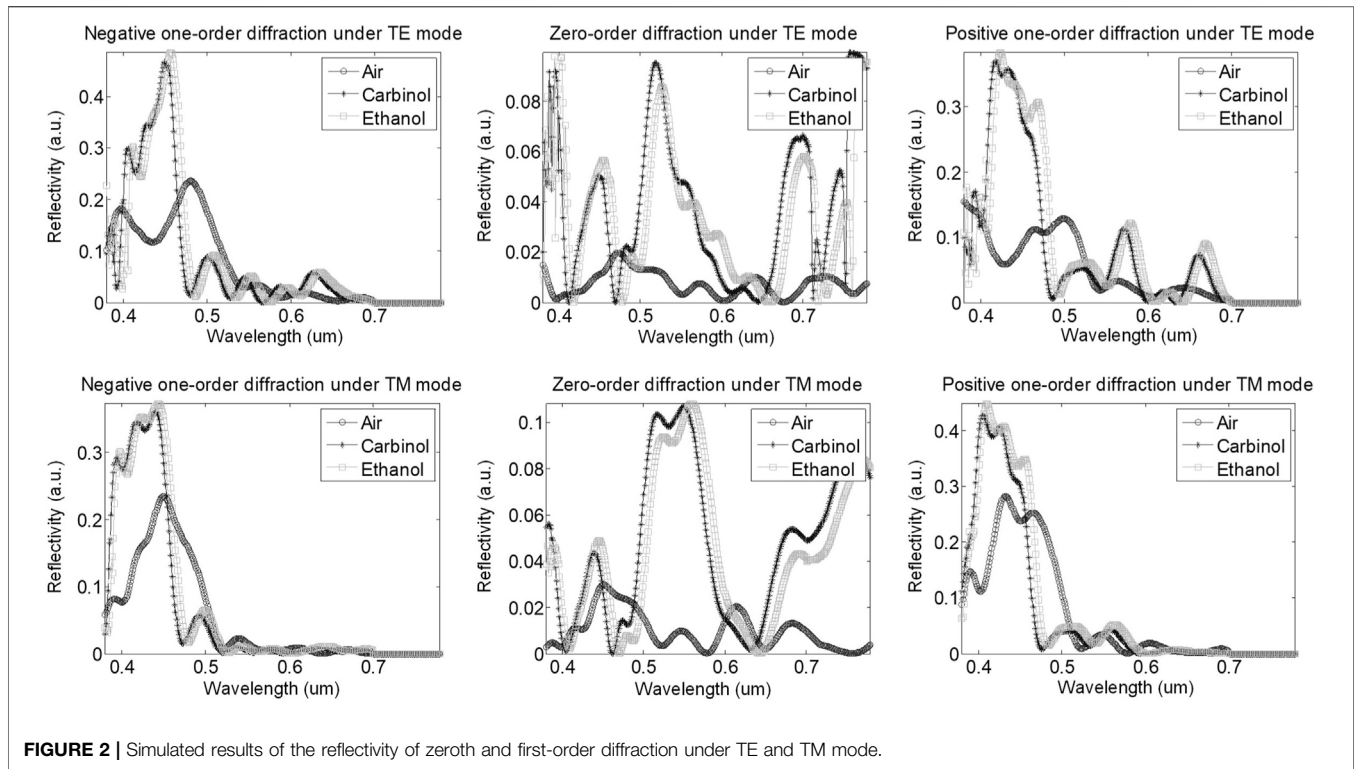 Negative one-order diffraction under TE mode
Reflectivity (a.u.)
0.4
0.3
0.2
0.1
0
0.4 0.5 0.6 0.7
Wavelength (um)
Air
Carbinol
Ethanol
Zero-order diffraction under TE mode
Reflectivity (a.u.)
0.08
0.06
0.04
0.02
0
0.4 0.5 0.6 0.7
Wavelength (um)
Air
Carbinol
Ethanol
Positive one-order diffraction under TE mode
Reflectivity (a.u.)
0.3
0.2
0.1
0
0.4 0.5 0.6 0.7
Wavelength (um)
Air
Carbinol
Ethanol
Negative one-order diffraction under TM mode
Reflectivity (a.u.)
0.3
0.2
0.1
0
0.4 0.5 0.6 0.7
Wavelength (um)
Air
Carbinol
Ethanol
Zero-order diffraction under TM mode
Reflectivity (a.u.)
0.1
0.08
0.06
0.04
0.02
0
0.4 0.5 0.6 0.7
Wavelength (um)
Air
Carbinol
Ethanol
Positive one-order diffraction under TM mode
Reflectivity (a.u.)
0.4
0.3
0.2
0.1
0
0.4 0.5 0.6 0.7
Wavelength (um)
Air
Carbinol
Ethanol
FIGURE 2 | Simulated results of the reflectivity of zeroth and first-order diffraction under TE and TM mode.